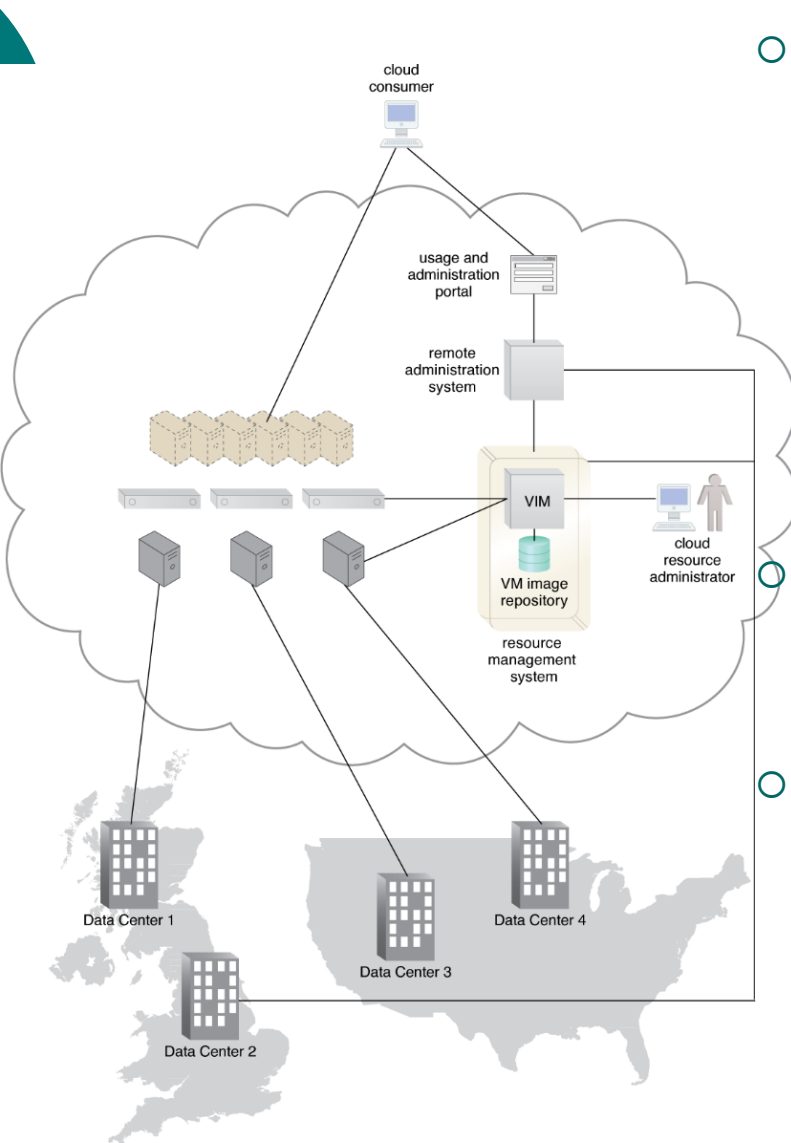 cloud
consumer
usage and
administration
portal
remote
administration
system
VIM
VM image
repository
cloud
resource
administrator
resource
management
system
Data Center 1
Data Center 4
Data Center 3
Data Center 2